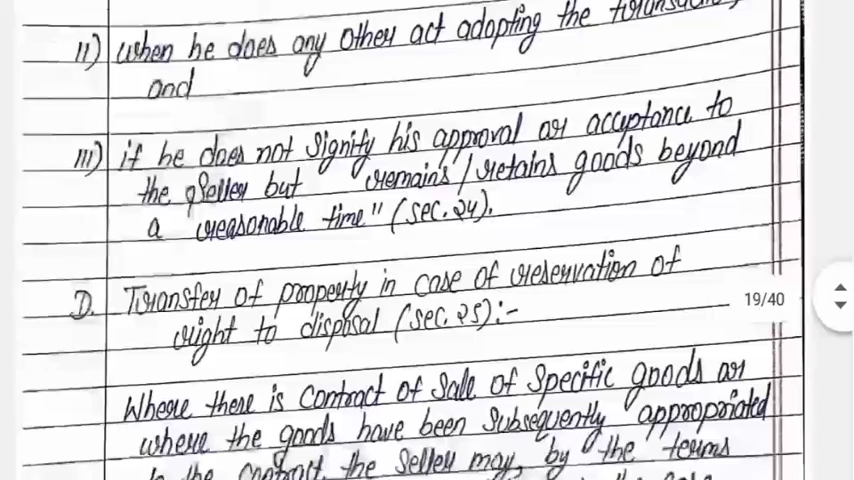 II) when he does any other act adopting the transaction,
and
III) if he does not signify his approval or acceptance to
the seller but remains / retains goods beyond
a reasonable time" (sec. 24).
D. Transfer of property in case of reservation of
right to disposal (sec. 25):-
19/40
Where there is contract of sale of specific goods or
where the goods have been subsequently appropriated
to the contract, the seller may, by the terms